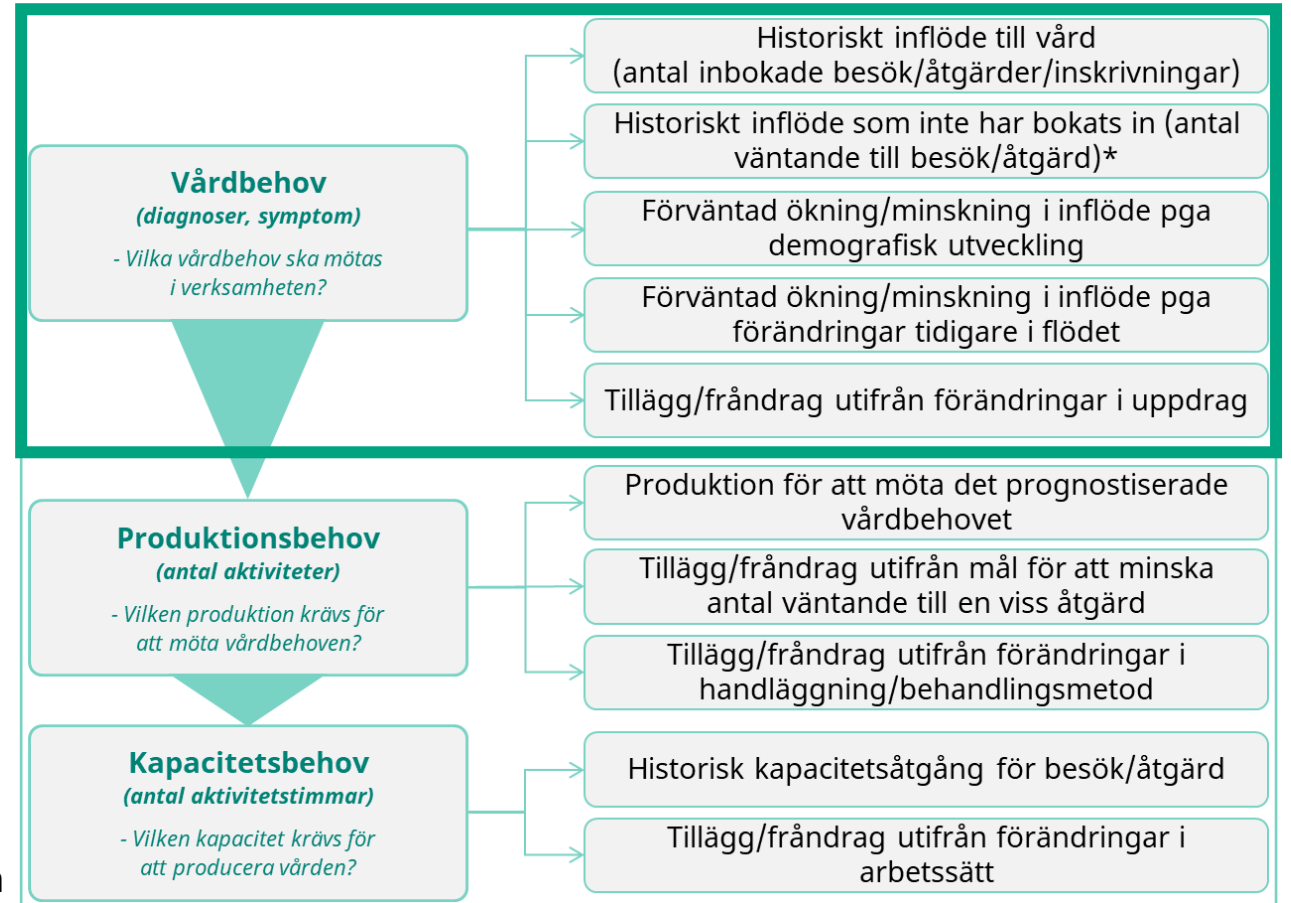 Historiskt inflöde till vård
(antal inbokade besök/åtgärder/inskrivningar)
Historiskt inflöde som inte har bokats in (antal
väntande till besök/åtgärd)*
Vårdbehov
(diagnoser, symptom)
- Vilka vårdbehov ska mötas
i verksamheten?
Förväntad ökning/minskning i inflöde pga
demografisk utveckling
Förväntad ökning/minskning i inflöde pga
förändringar tidigare i flödet
Tillägg/fråndrag utifrån förändringar i uppdrag
Produktionsbehov
(antal aktiviteter)
- Vilken produktion krävs för
att möta vårdbehoven?
Produktion för att möta det prognostiserade
vårdbehovet
Tillägg/fråndrag utifrån mål för att minska
antal väntande till en viss åtgärd
Tillägg/fråndrag utifrån förändringar i
handläggning/behandlingsmetod
Kapacitetsbehov
(antal aktivitetstimmar)
- Vilken kapacitet krävs för
att producera vården?
Historisk kapacitetsåtgång för besök/åtgärd
Tillägg/fråndrag utifrån förändringar i
arbetssätt